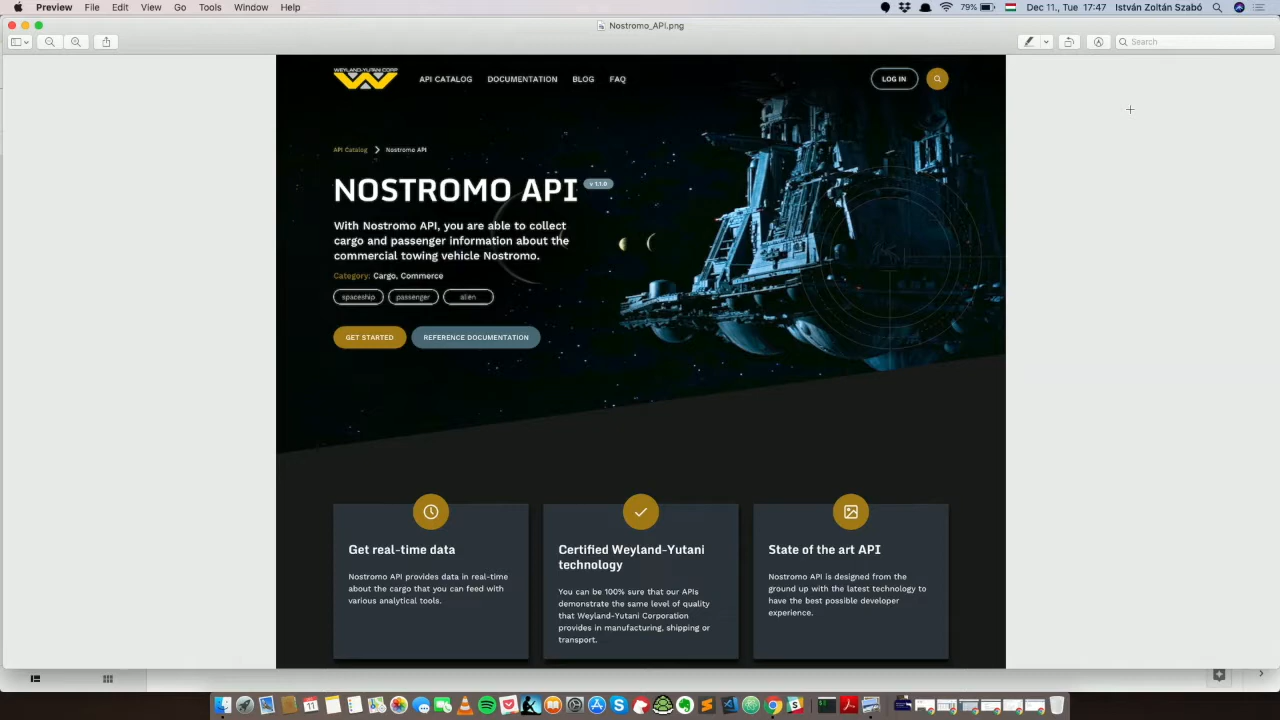 Preview File Edit View Go Tools Window Help 79% Dec 11., Tue 17:47 István Zoltán Szabó
Nostromo_API.png
Search
WEYLAND-YUTANI CORP
API CATALOG DOCUMENTATION BLOG FAQ LOG IN
API Catalog Nostromo API
NOSTROMO API v 1.1.0
With Nostromo API, you are able to collect
cargo and passenger information about the
commercial towing vehicle Nostromo.
Category: Cargo, Commerce
spaceship passenger alien
GET STARTED REFERENCE DOCUMENTATION
Get real-time data
Nostromo API provides data in real-time
about the cargo that you can feed with
various analytical tools.
Certified Weyland-Yutani
technology
You can be 100% sure that our APIs
demonstrate the same level of quality
that Weyland-Yutani Corporation
provides in manufacturing, shipping or
transport.
State of the art API
Nostromo API is designed from the
ground up with the latest technology to
have the best possible developer
experience.